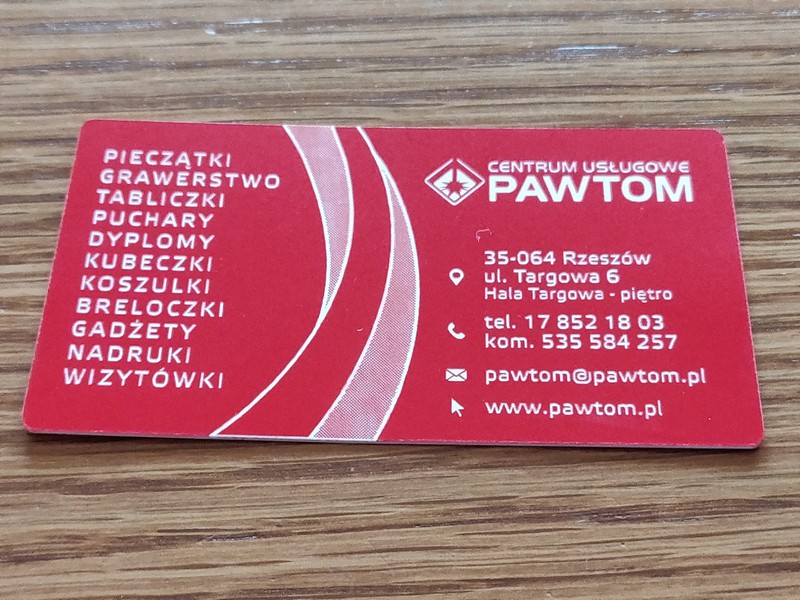 PIECZĄTKI
GRAWERSTWO
TABLICZKI
PUCHARY
DYPLOMY
KUBECZKI
KOSZULKI
BRELOCZKI
GADŻETY
NADRUKI
WIZYTÓWKI
CENTRUM USŁUGOWE
PAWTOM
35-064 Rzeszów
ul. Targowa 6
Hala Targowa - piętro
tel. 17 852 18 03
kom. 535 584 257
pawtom@pawtom.pl
www.pawtom.pl